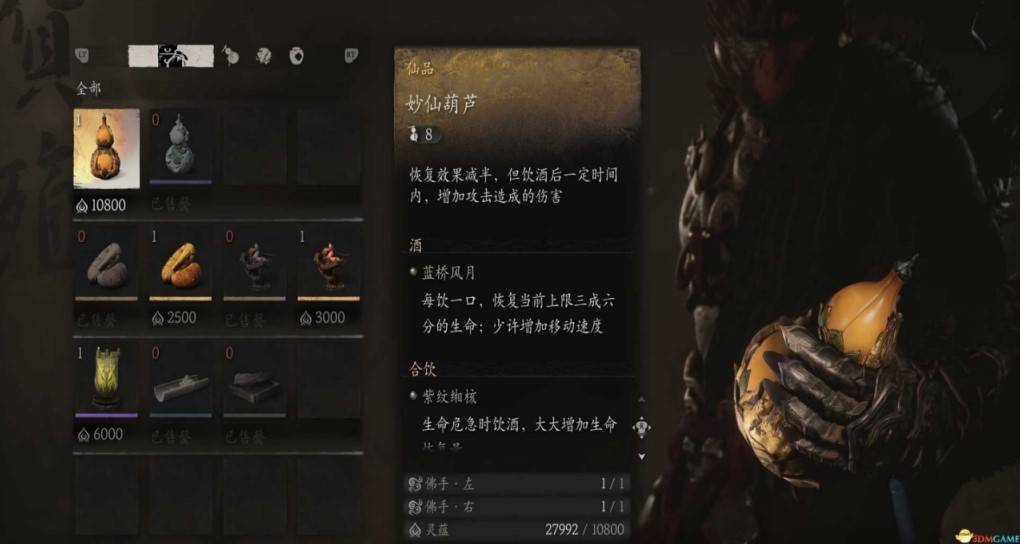 LT
RT
全部
1
0
10800
已售罄
0
1
0
1
已售罄
2500
已售罄
3000
1
0
0
6000
已售罄
已售罄
仙品
妙仙葫芦
8
恢复效果减半，但饮酒后一定时间
内，增加攻击造成的伤害
酒
蓝桥风月
每饮一口，恢复当前上限三成六
分的生命；少许增加移动速度
合饮
紫纹缃核
生命危急时饮酒，大大增加生命
恢复量
佛手·左 1/1
佛手·右 1/1
灵蕴 27992 / 10800
3DMGAME